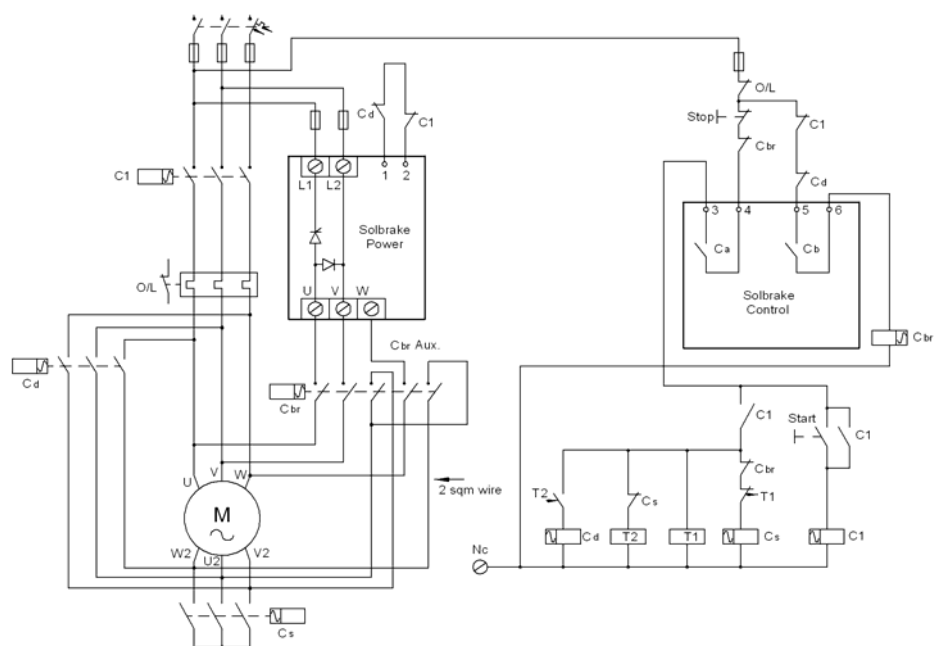 O/L
Cd
C1
Stop
C1
L1 L2 1 2
Cbr
C1
Cd
Solbrake
Power
3 4 5 6
Ca Cb
U V W
Solbrake
Control
O/L
Cbr
Cbr Aux.
Cd
Cbr
C1
Start
C1
V
U W
2 sqm wire
Cbr
M
T2
Cs
T1
W2 V2
U2
Nc
Cd
T2
T1
Cs
C1
Cs